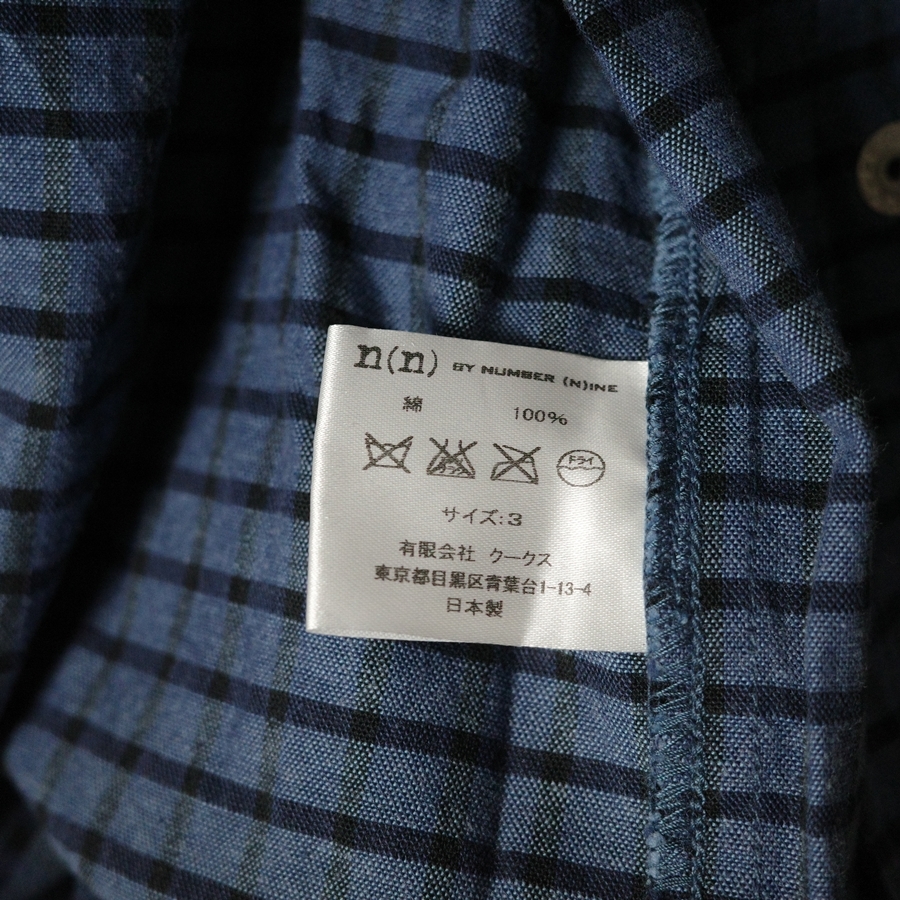 n(n) BY NUMBER (N)INE
綿 100%
ドライ
サイズ:3
有限会社 クークス
東京都目黒区青葉台1-13-4
日本製